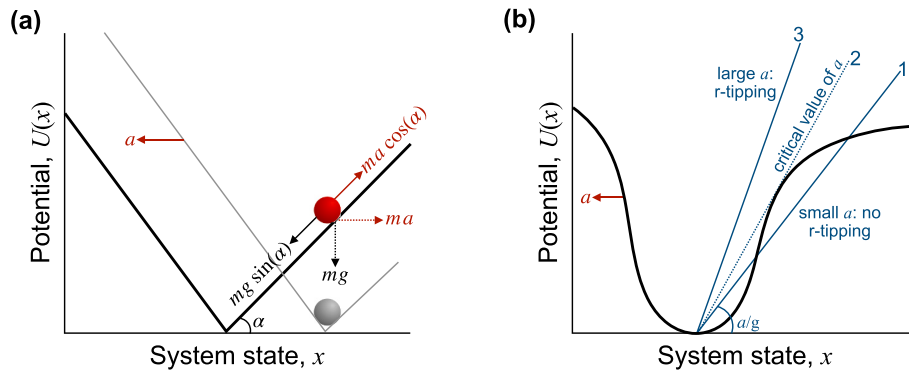 (a)
Potential, U(x)
a
ma cos(α)
ma
mg sin(α)
mg
α
System state, x
(b)
Potential, U(x)
3
large a:
r-tipping
2
critical value of a
1
a
small a: no
r-tipping
a/g
System state, x